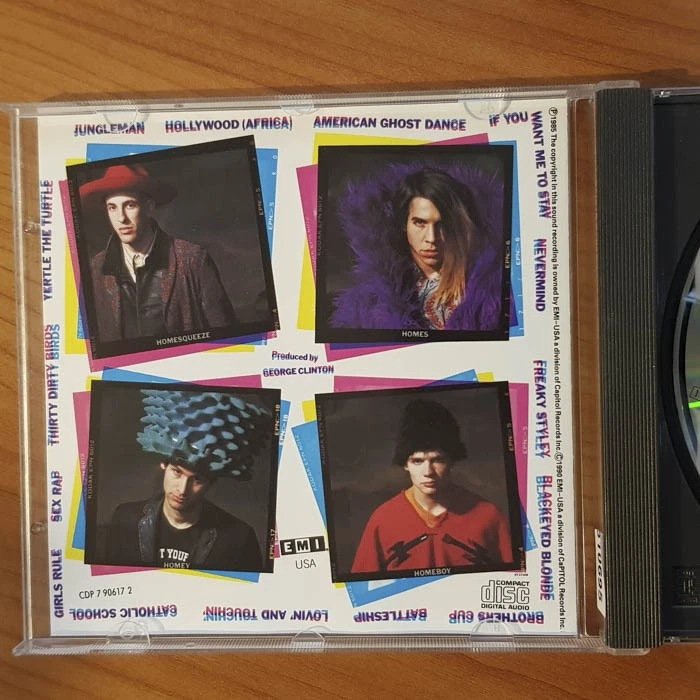 JUNGLEMAN HOLLYWOOD (AFRICA) AMERICAN GHOST DANCE IF YOU WANT ME TO STAY
NEVERMIND
FREAKY STYLEY
BLACKEYED BLONDE
BROTHERS CUP
BATTLESHIP
LOVIN' AND TOUCHIN'
CATHOLIC SCHOOL
GIRLS RULE
SEX RAP
THIRTY DIRTY BIRDS
YERTLE THE TURTLE
HOMESQUEEZE
HOMES
Produced by
GEORGE CLINTON
T YOUF
HOMEY
HOMEBOY
EMI
USA
CDP 7 90617 2
COMPACT
disc
DIGITAL AUDIO
℗1985 The copyright in this sound recording is owned by EMI-USA a division of Capitol Records Inc.©1990 EMI-USA a division of CaPITOL Records Inc.